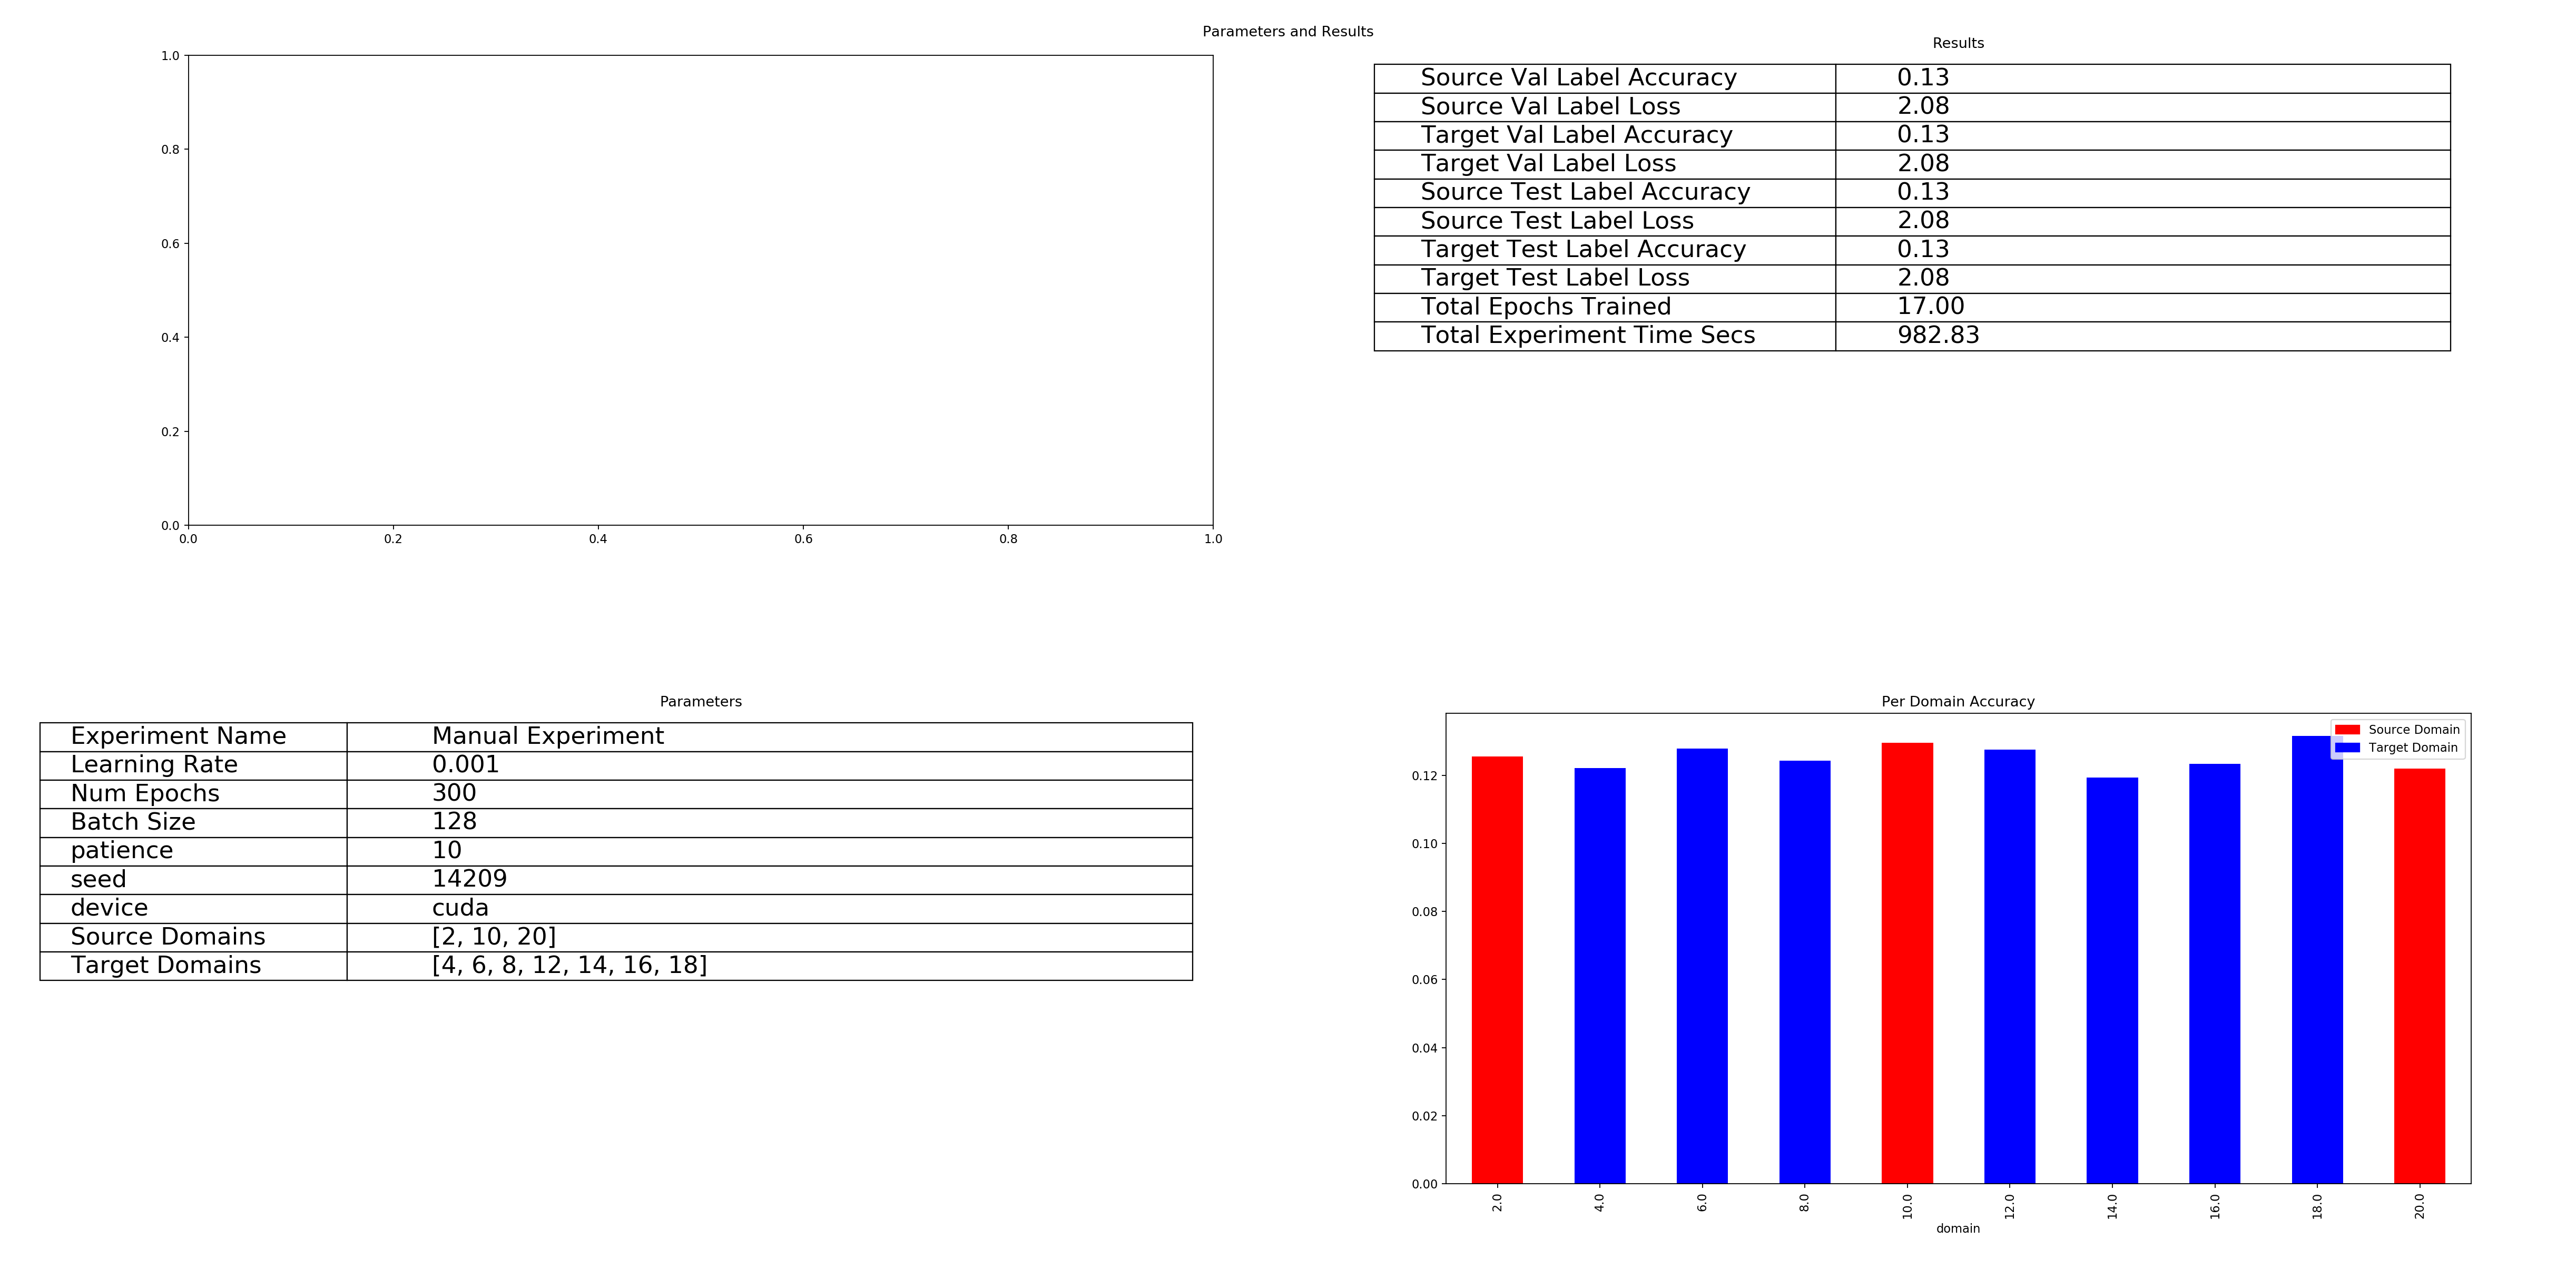 Parameters and Results
1.0
0.8
0.6
0.4
0.2
0.0
0.0 0.2 0.4 0.6 0.8 1.0
Results
Source Val Label Accuracy 0.13
Source Val Label Loss 2.08
Target Val Label Accuracy 0.13
Target Val Label Loss 2.08
Source Test Label Accuracy 0.13
Source Test Label Loss 2.08
Target Test Label Accuracy 0.13
Target Test Label Loss 2.08
Total Epochs Trained 17.00
Total Experiment Time Secs 982.83
Parameters
Experiment Name Manual Experiment
Learning Rate 0.001
Num Epochs 300
Batch Size 128
patience 10
seed 14209
device cuda
Source Domains [2, 10, 20]
Target Domains [4, 6, 8, 12, 14, 16, 18]
Per Domain Accuracy
Source Domain
Target Domain
0.12
0.10
0.08
0.06
0.04
0.02
0.00
2.0 4.0 6.0 8.0 10.0 12.0 14.0 16.0 18.0 20.0
domain